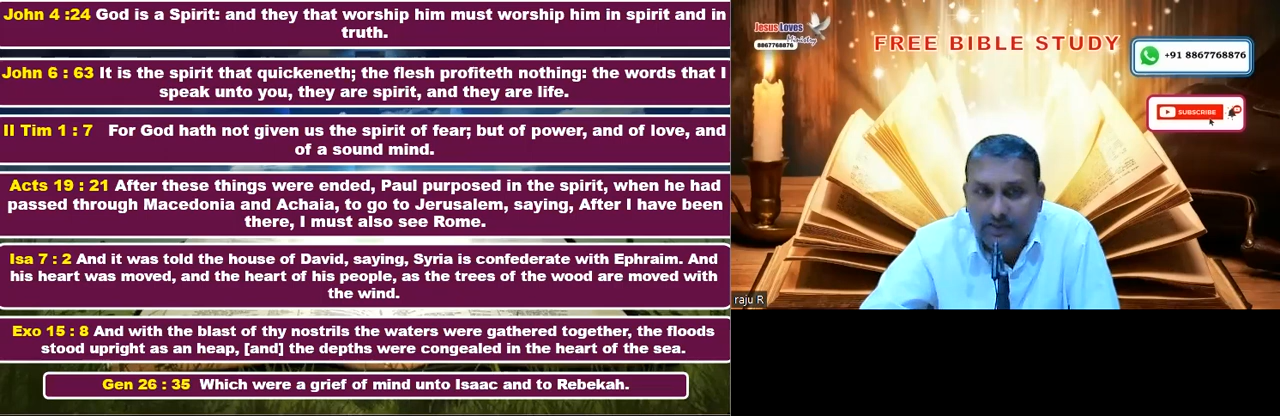 John 4 :24 God is a Spirit: and they that worship him must worship him in spirit and in
truth.
John 6 : 63 It is the spirit that quickeneth; the flesh profiteth nothing: the words that I
speak unto you, they are spirit, and they are life.
II Tim 1 : 7 For God hath not given us the spirit of fear; but of power, and of love, and
of a sound mind.
Acts 19 : 21 After these things were ended, Paul purposed in the spirit, when he had
passed through Macedonia and Achaia, to go to Jerusalem, saying, After I have been
there, I must also see Rome.
Isa 7 : 2 And it was told the house of David, saying, Syria is confederate with Ephraim. And
his heart was moved, and the heart of his people, as the trees of the wood are moved with
the wind.
Exo 15 : 8 And with the blast of thy nostrils the waters were gathered together, the floods
stood upright as an heap, [and] the depths were congealed in the heart of the sea.
Gen 26 : 35 Which were a grief of mind unto Isaac and to Rebekah.
Jesus Loves
Ministry
8867768876
FREE BIBLE STUDY
+91 8867768876
SUBSCRIBE
raju R